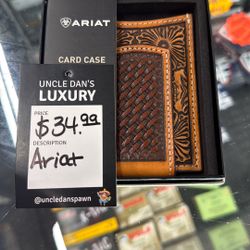 ARIAT
CARD CASE
UNCLE DAN'S
LUXURY
PRICE
$34.99
DESCRIPTION
Ariat
@uncledanspawn